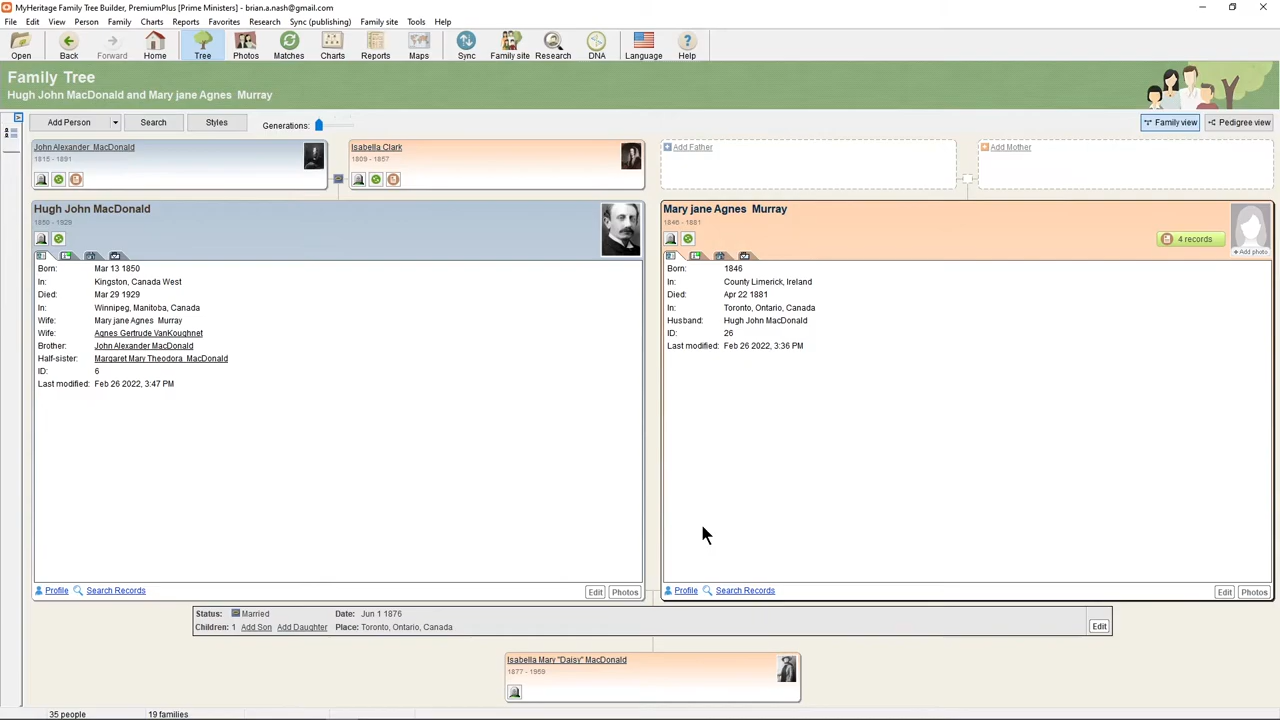 MyHeritage Family Tree Builder, PremiumPlus [Prime Ministers] - brian.a.nash@gmail.com
File Edit View Person Family Charts Reports Favorites Research Sync (publishing) Family site Tools Help
Open Back Forward Home Tree Photos Matches Charts Reports Maps Sync Family site Research DNA Language Help
Family Tree
Hugh John MacDonald and Mary jane Agnes Murray
Add Person Search Styles Generations: Family view Pedigree view
John Alexander MacDonald
1815 - 1891
Isabella Clark
1809 - 1857
Add Father
Add Mother
Hugh John MacDonald
1850 - 1929
Born: Mar 13 1850
In: Kingston, Canada West
Died: Mar 29 1929
In: Winnipeg, Manitoba, Canada
Wife: Mary jane Agnes Murray
Wife: Agnes Gertrude VanKoughnet
Brother: John Alexander MacDonald
Half-sister: Margaret Mary Theodora MacDonald
ID: 6
Last modified: Feb 26 2022, 3:47 PM
Profile Search Records Edit Photos
Mary jane Agnes Murray
1846 - 1881
4 records
Add photo
Born: 1846
In: County Limerick, Ireland
Died: Apr 22 1881
In: Toronto, Ontario, Canada
Husband: Hugh John MacDonald
ID: 26
Last modified: Feb 26 2022, 3:36 PM
Profile Search Records Edit Photos
Status: Married Date: Jun 1 1876
Children: 1 Add Son Add Daughter Place: Toronto, Ontario, Canada Edit
Isabella Mary "Daisy" MacDonald
1877 - 1959
35 people 19 families